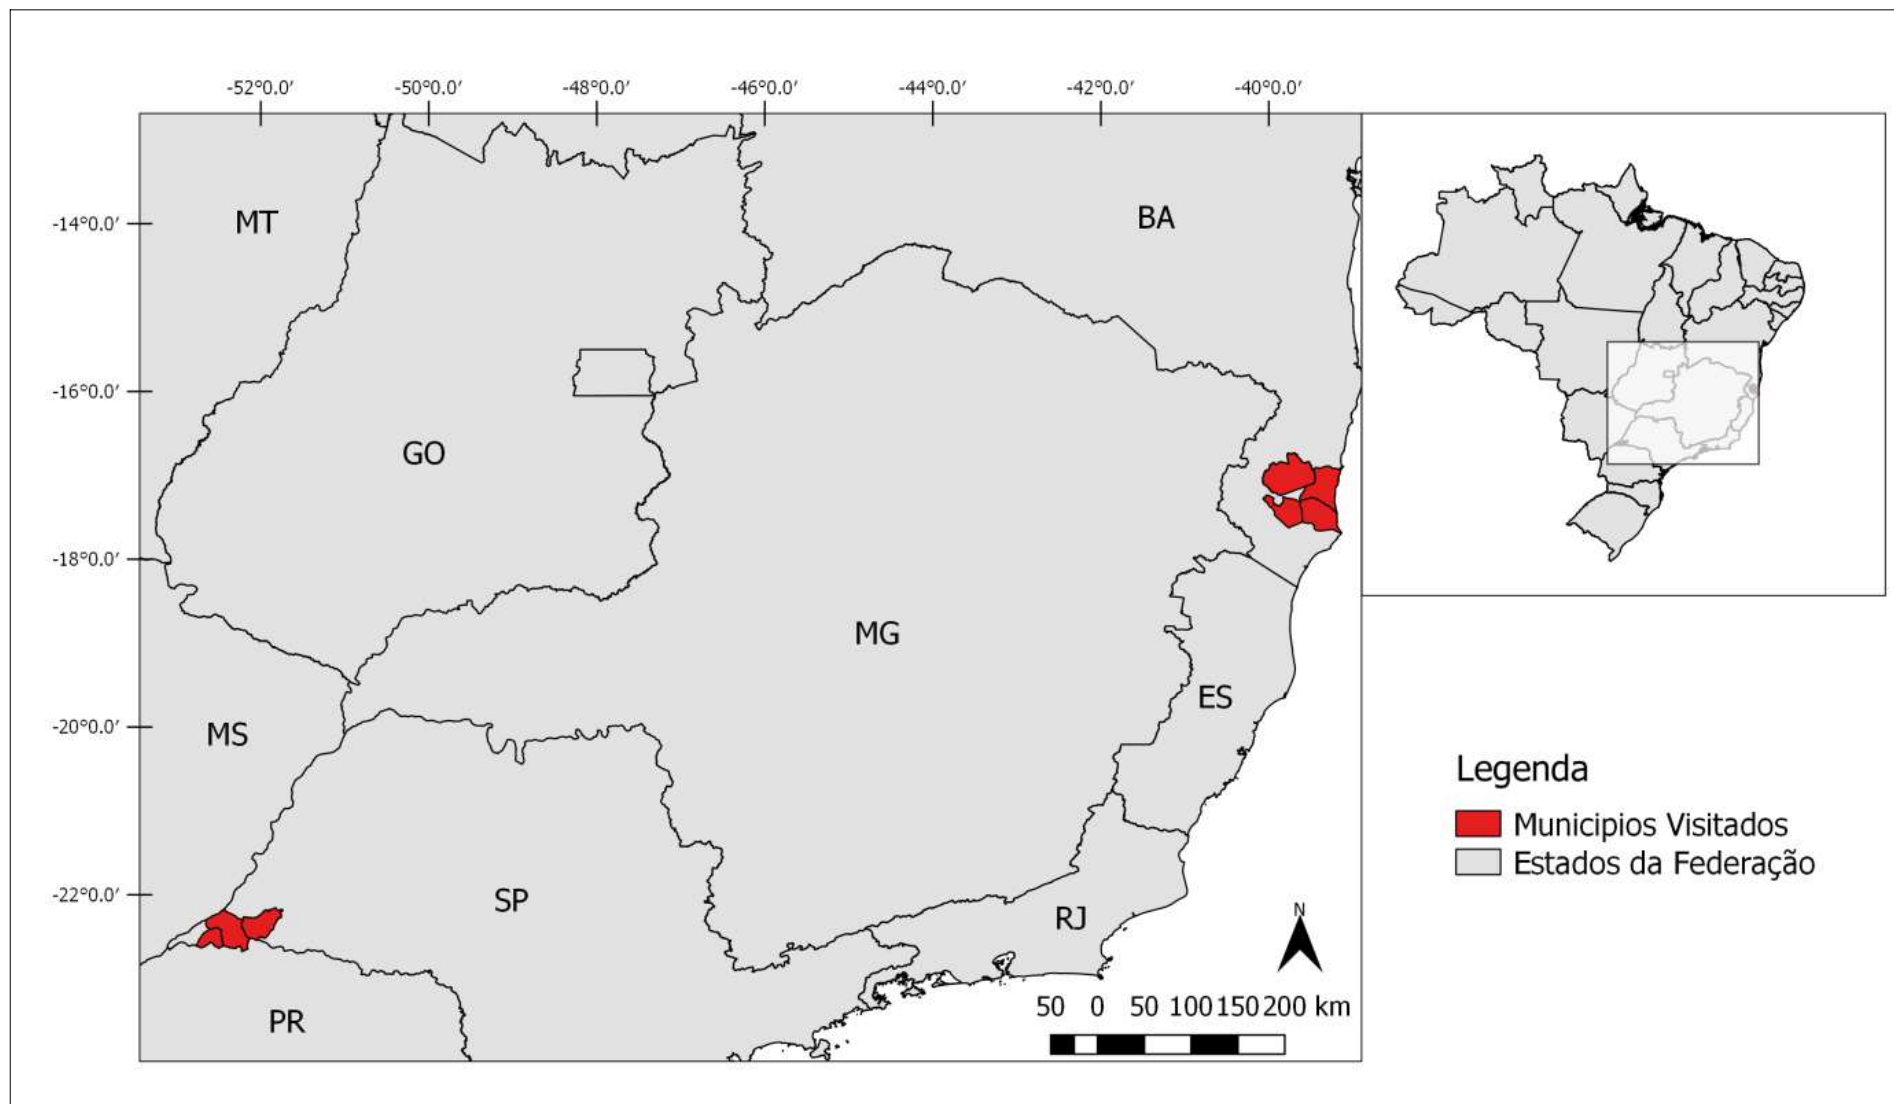 -52°0.0′ -50°0.0′ -48°0.0′ -46°0.0′ -44°0.0′ -42°0.0′ -40°0.0′
-14°0.0′
-16°0.0′
-18°0.0′
-20°0.0′
-22°0.0′
MT
BA
GO
MG
ES
MS
SP
RJ
PR
N
50 0 50 100 150 200 km
Legenda
Municipios Visitados
Estados da Federação